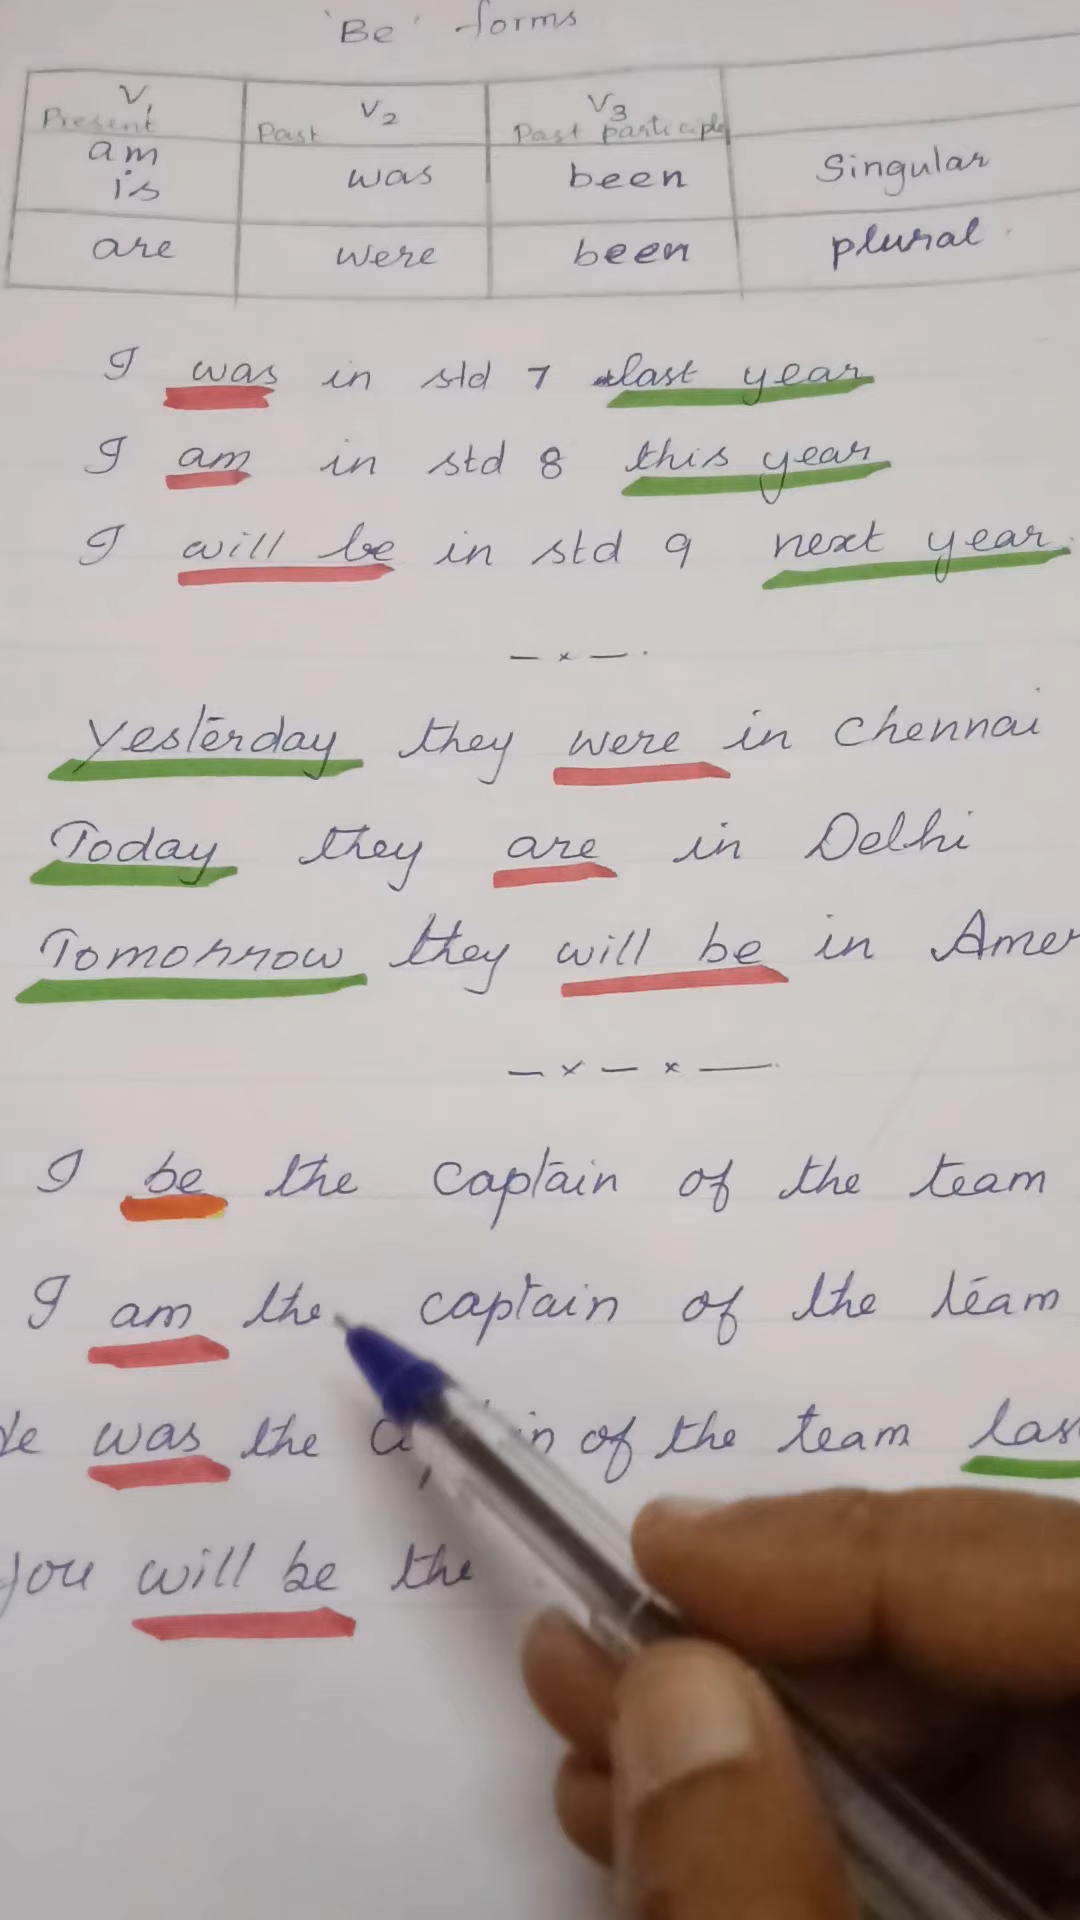 'Be' forms
V1 V2 V3
Present Past Past participle
am
is was been Singular
are were been plural
I was in std 7 last year
I am in std 8 this year
I will be in std 9 next year.
Yesterday they were in Chennai
Today they are in Delhi
Tomorrow they will be in Amer
I be the captain of the team
I am the captain of the team
was the of the team las
you will be the